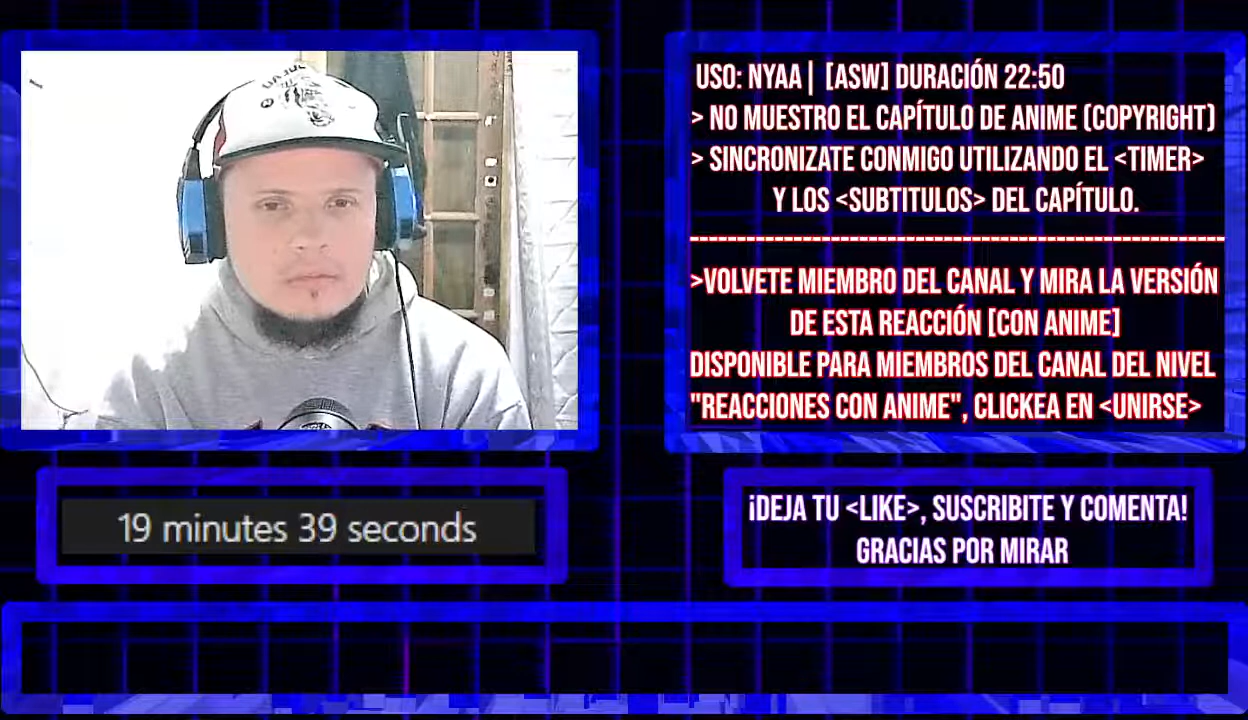 USO: NYAA| [ASW] DURACIÓN 22:50
> NO MUESTRO EL CAPÍTULO DE ANIME (COPYRIGHT)
> SINCRONIZATE CONMIGO UTILIZANDO EL <TIMER>
Y LOS <SUBTITULOS> DEL CAPÍTULO.
----------------------------------------------------------
>VOLVETE MIEMBRO DEL CANAL Y MIRA LA VERSIÓN
DE ESTA REACCIÓN [CON ANIME]
DISPONIBLE PARA MIEMBROS DEL CANAL DEL NIVEL
"REACCIONES CON ANIME", CLICKEA EN <UNIRSE>
19 minutes 39 seconds
¡DEJA TU <LIKE>, SUSCRIBITE Y COMENTA!
GRACIAS POR MIRAR